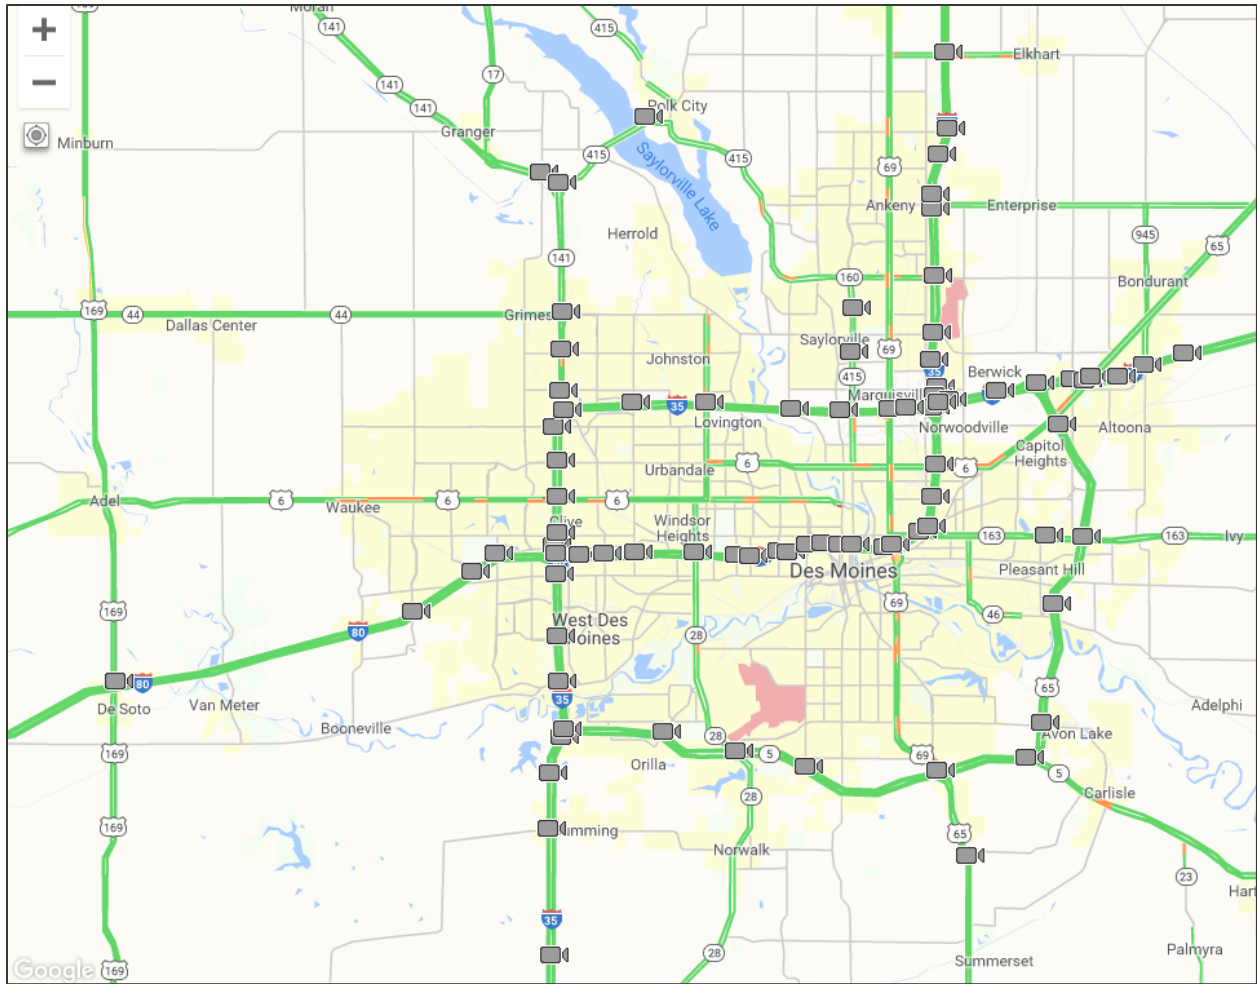 169
Moran
141
415
+
17
Elkhart
−
141
141
Polk City
Granger
Minburn
415
415
69
Saylorville Lake
Ankeny
Enterprise
Herrold
945
65
141
160
Bondurant
169
44
44
Grimes
Dallas Center
Saylorville
69
Johnston
35
Berwick
415
Marquisvill
35
Lovington
Norwoodville
Altoona
Capitol
Heights
Urbandale
6
6
Adel
6
Waukee
6
6
Clive
Windsor
Heights
163
163
Ivy
Des Moines
Pleasant Hill
169
69
46
West Des
Moines
80
28
80
De Soto
Van Meter
35
65
Adelphi
Booneville
28
Avon Lake
169
Orilla
5
69
5
Carlisle
28
169
umming
65
Norwalk
23
Harf
35
28
Palmyra
Summerset
Google
169